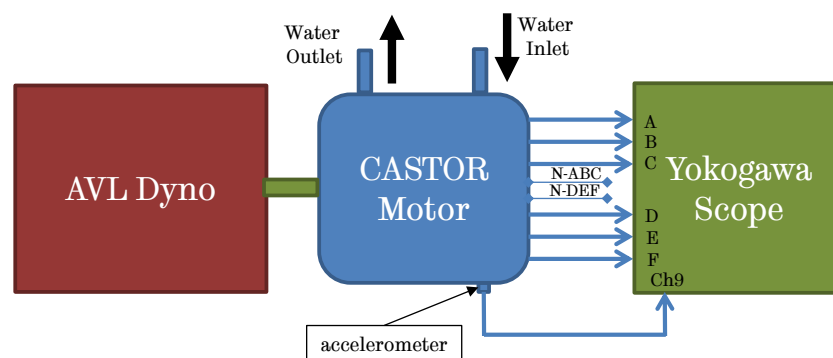 Water
Outlet
Water
Inlet
AVL Dyno
CASTOR
Motor
A
B
C
N-ABC
N-DEF
D
E
F
Ch9
Yokogawa
Scope
accelerometer